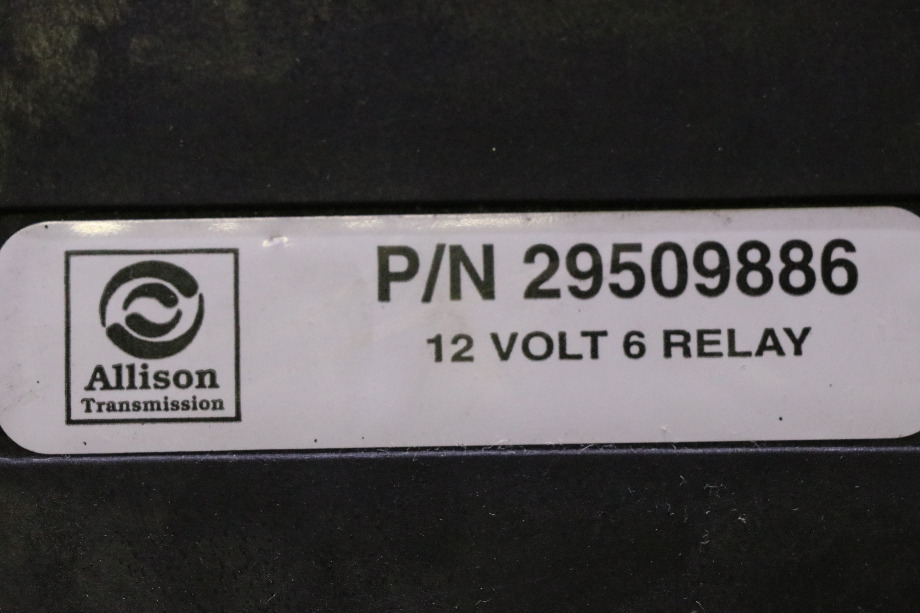 P/N 29509886
12 VOLT 6 RELAY
Allison
Transmission